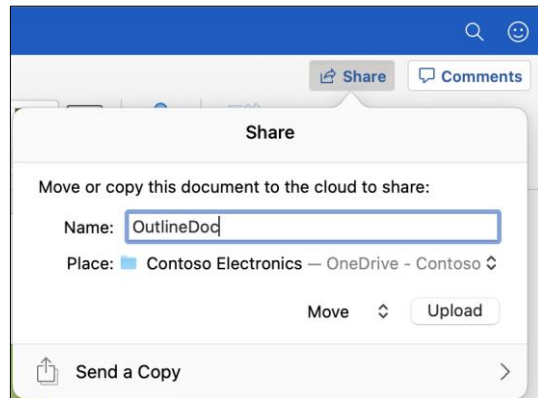 Share
Comments
Share
Move or copy this document to the cloud to share:
Name: OutlineDoc
Place: Contoso Electronics — OneDrive - Contoso
Move
Upload
Send a Copy